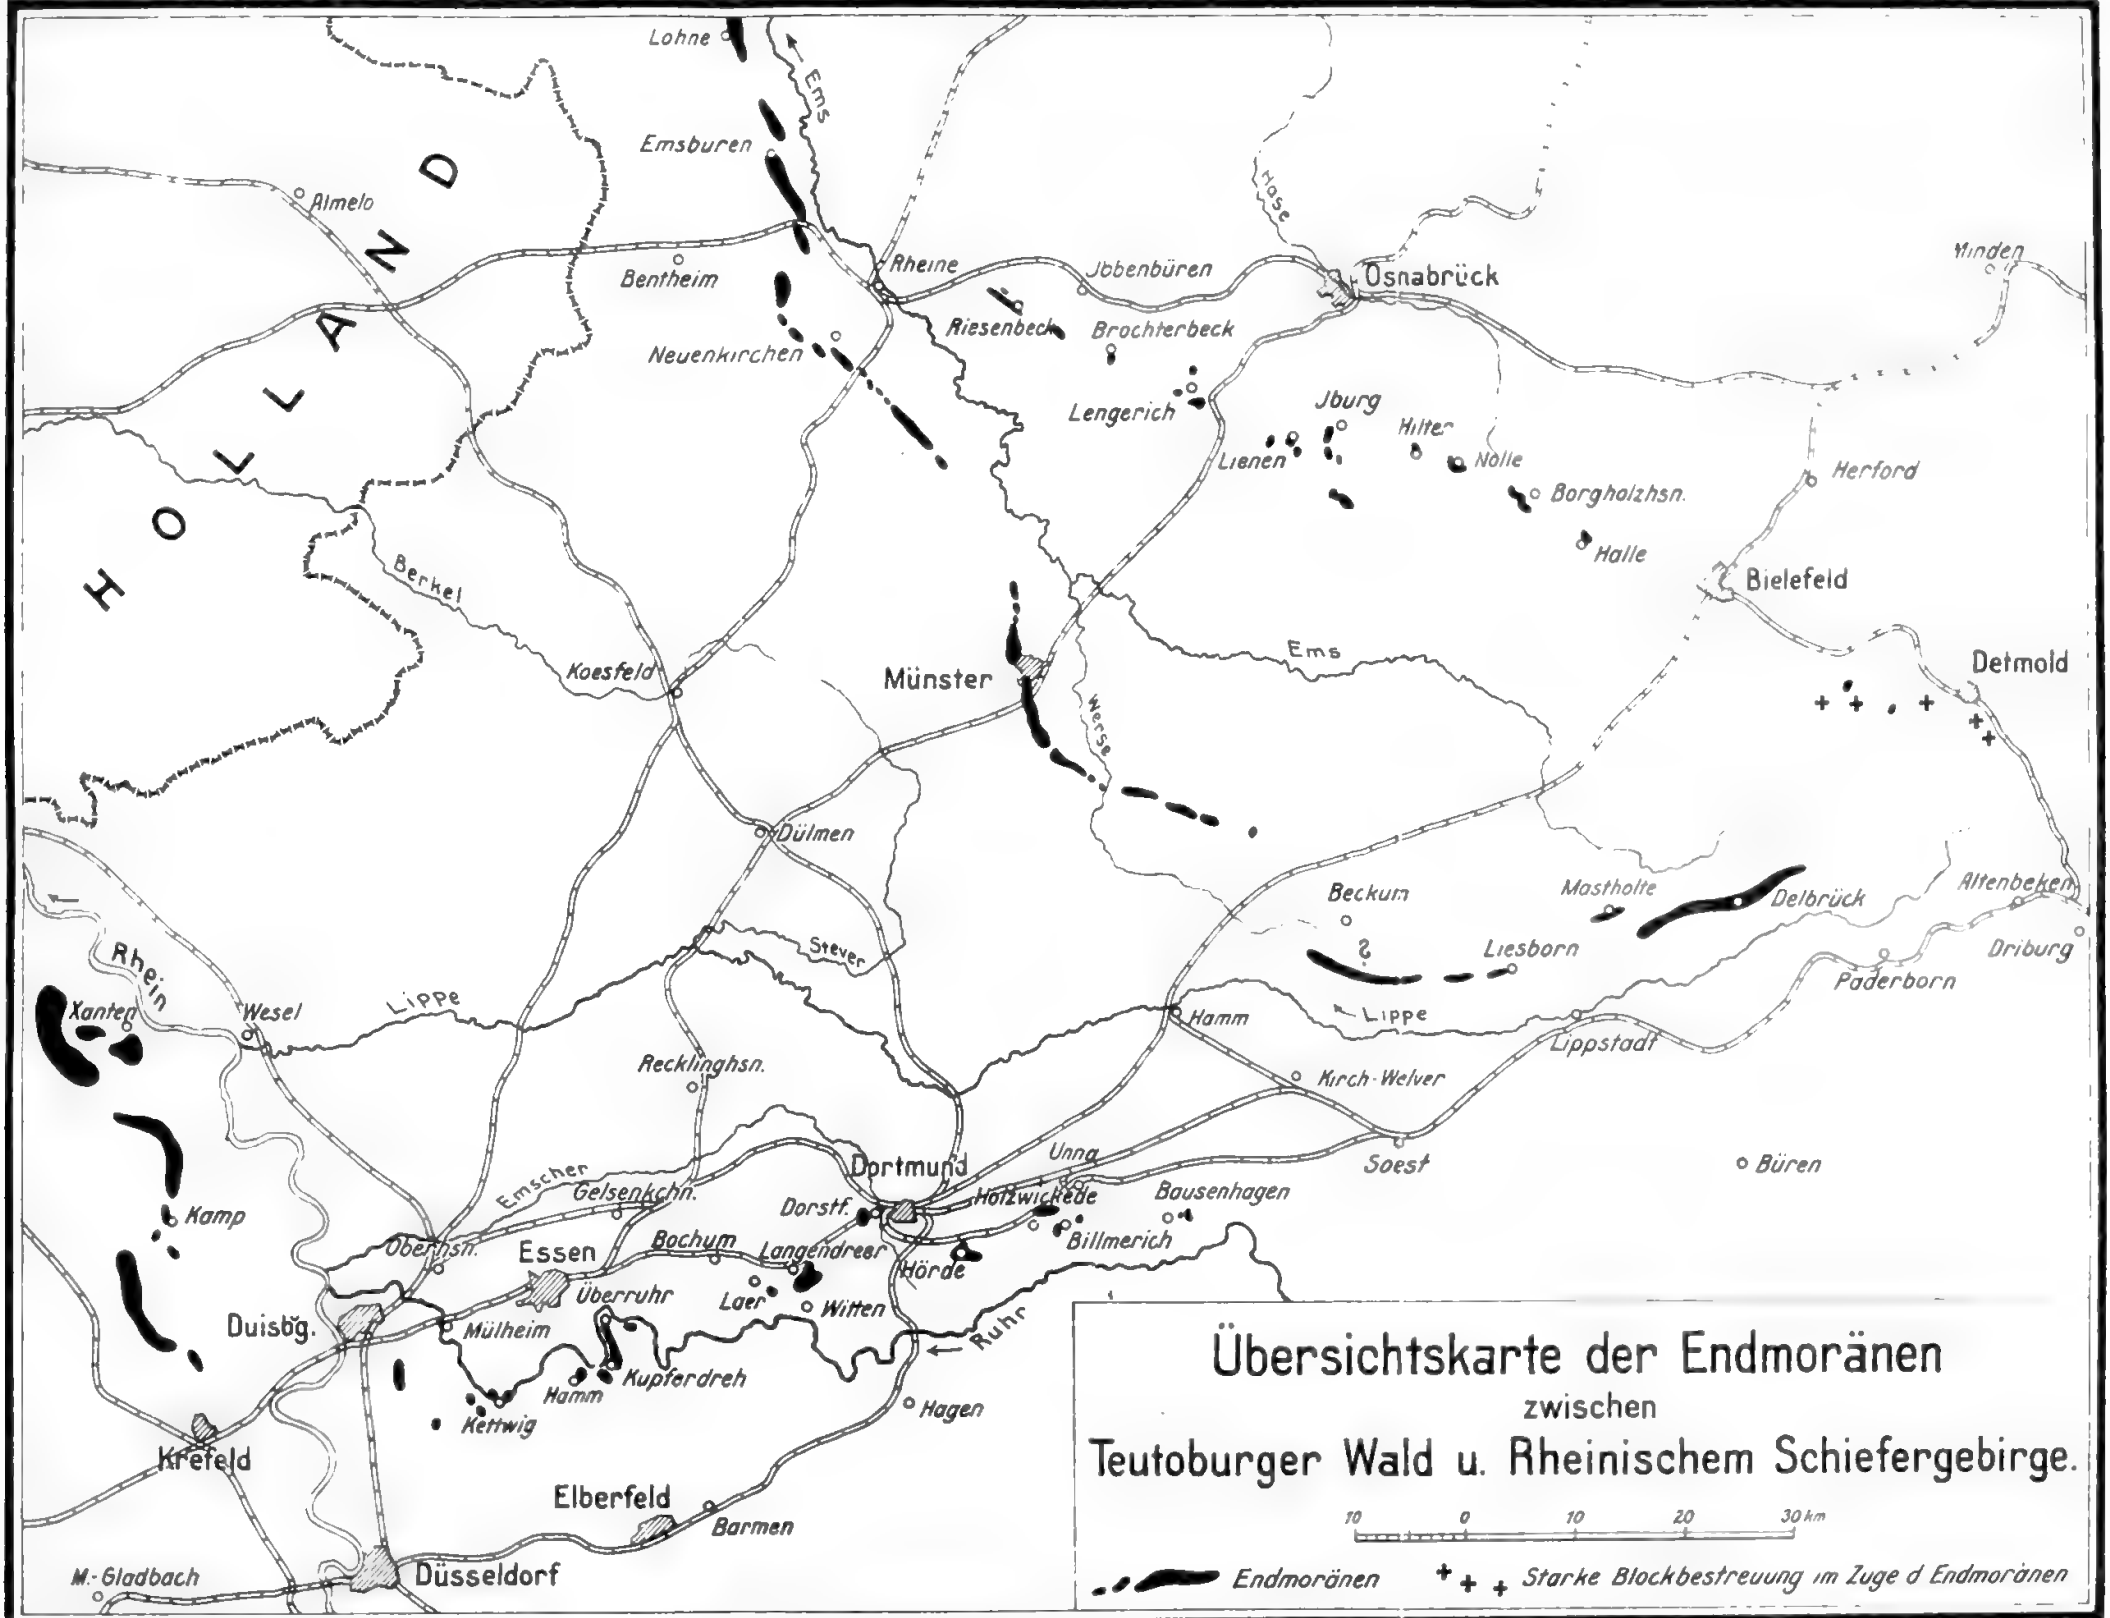 Lohne
Ems
Emsburen
HOLLAND
Almelo
Hase
Bentheim
Rheine
Jbbenbüren
Osnabrück
Minden
Riesenbeck
Brochterbeck
Neuenkirchen
Lengerich
Jburg
Hilter
Lienen
Nolle
Borgholzhsn.
Herford
Halle
Bielefeld
Berkel
Ems
Koesfeld
Münster
Werse
Detmold
Dülmen
Beckum
Mastholte
Delbrück
Altenbeken
?
Liesborn
Driburg
Paderborn
Stever
Rhein
Xanten
Wesel
Lippe
Hamm
Lippe
Lippstadt
Recklinghsn.
Kirch-Welver
Unna
Soest
Büren
Dortmund
Emscher
Gelsenkchn.
Dorstf.
Holzwickede
Bausenhagen
Kamp
Oberhsn.
Essen
Bochum
Langendreer
Hörde
Billmerich
Überruhr
Laer
Witten
Duisbg.
Mülheim
Ruhr
Hamm
Kupferdreh
Kettwig
Hagen
Krefeld
Elberfeld
Barmen
M.-Gladbach
Düsseldorf
Übersichtskarte der Endmoränen
zwischen
Teutoburger Wald u. Rheinischem Schiefergebirge.
10 0 10 20 30 km
Endmoränen
Starke Blockbestreuung im Zuge d Endmoränen